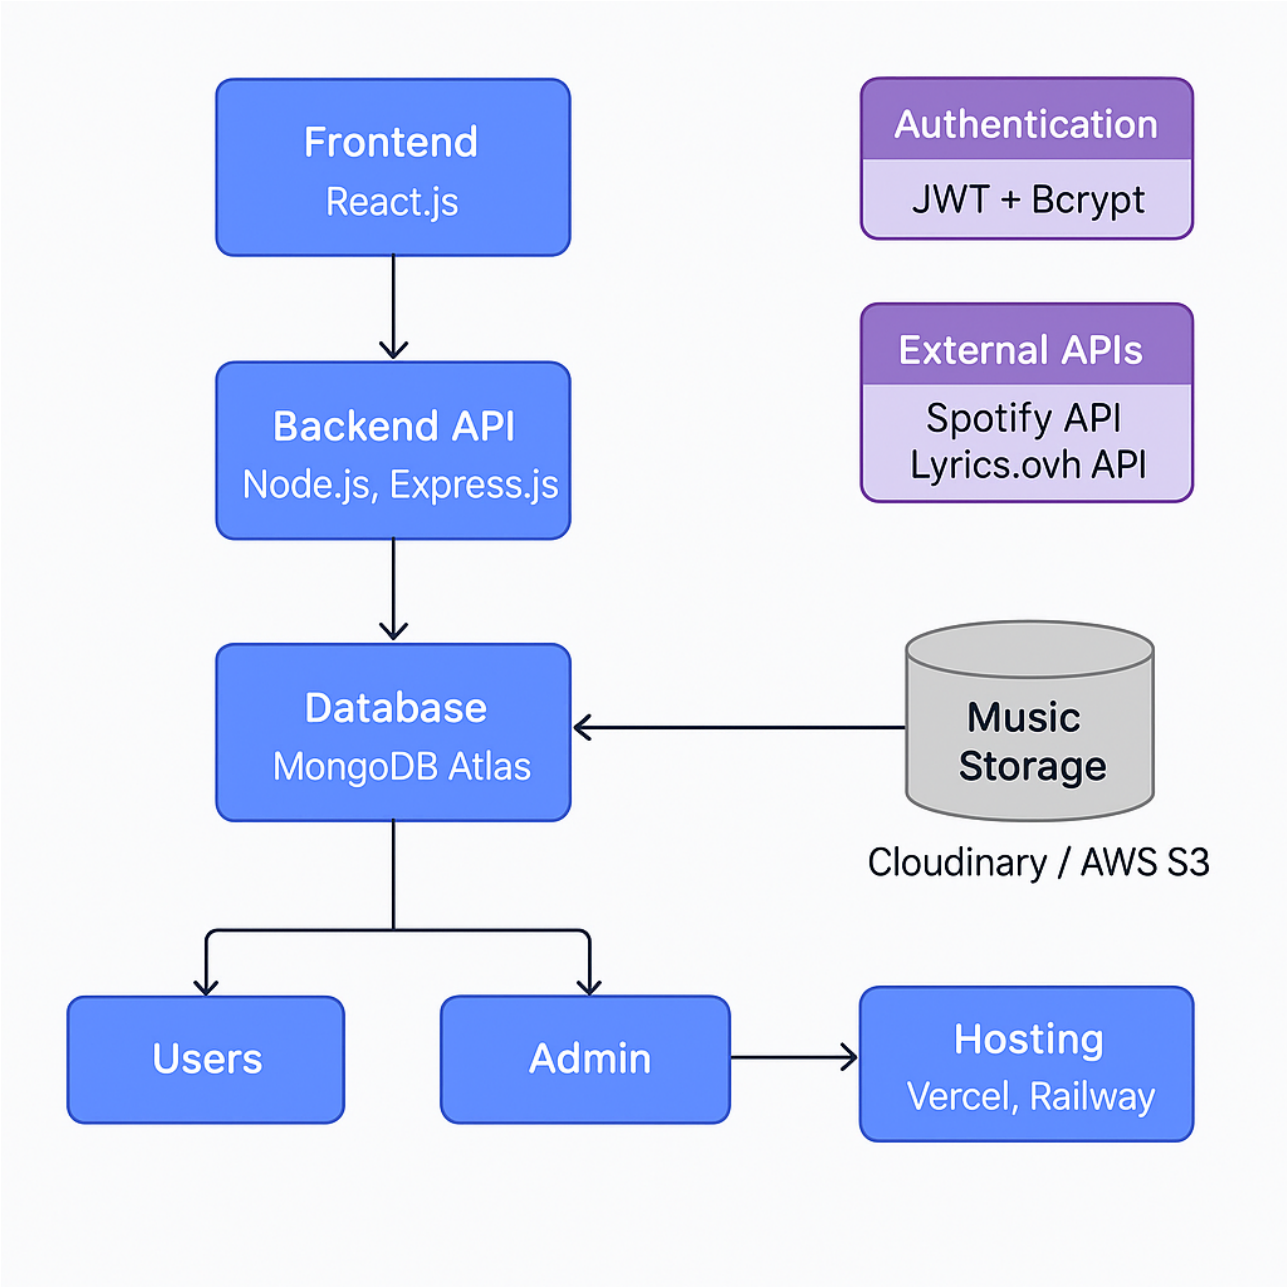 Frontend
React.js
Authentication
JWT + Bcrypt
Backend API
Node.js, Express.js
External APIs
Spotify API
Lyrics.ovh API
Database
MongoDB Atlas
Music
Storage
Cloudinary / AWS S3
Users
Admin
Hosting
Vercel, Railway